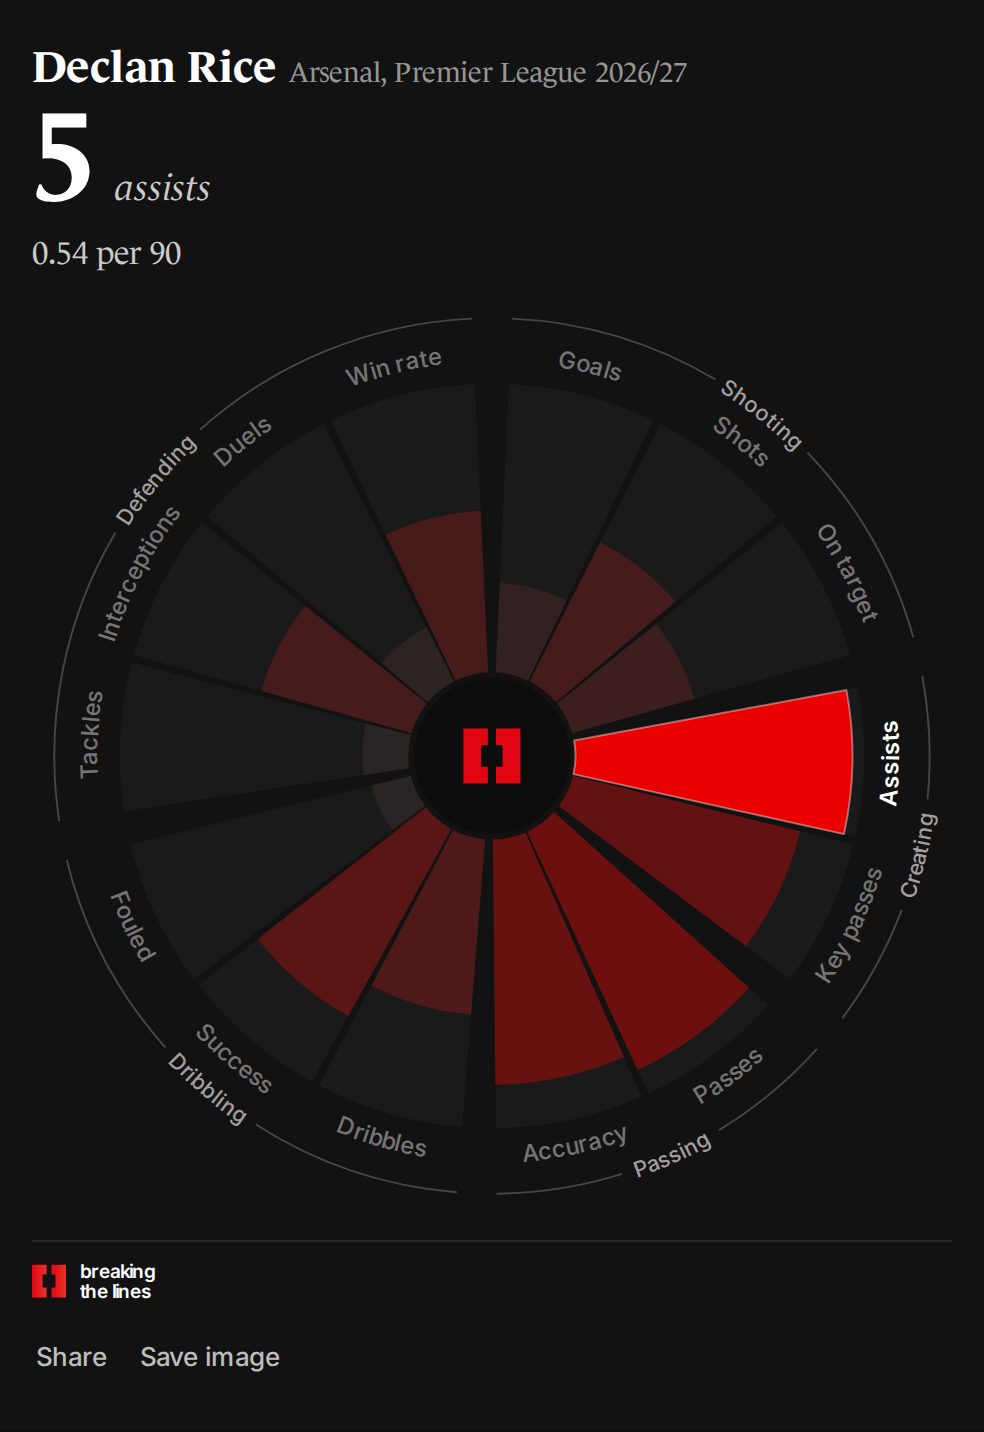 Declan Rice Arsenal, Premier League 2026/27
5 assists
0.54 per 90
Win rate
Goals
Shooting
Shots
Duels
Defending
Interceptions
On target
Tackles
Assists
Creating
Key passes
Fouled
Success
Dribbling
Dribbles
Accuracy
Passing
Passes
breaking
the lines
Share Save image